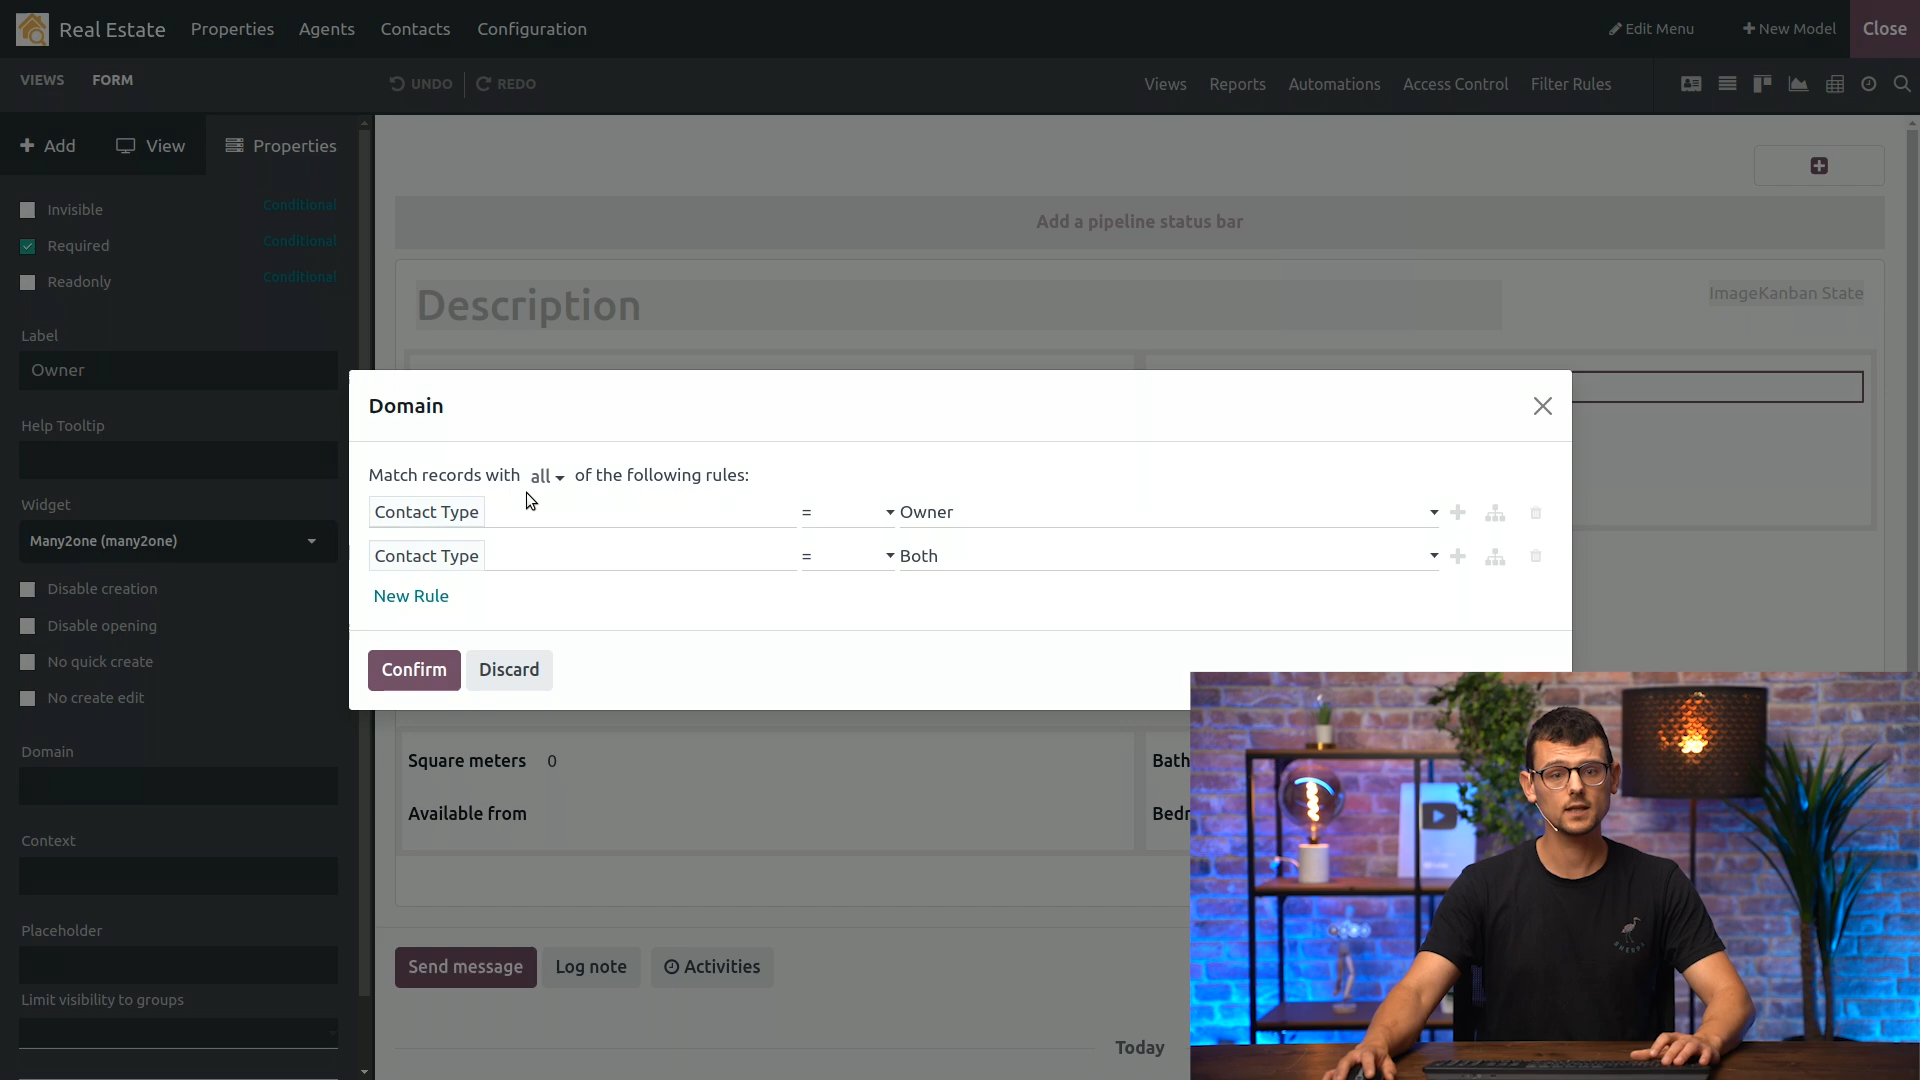 Real Estate
Properties
Agents
Contacts
Configuration
Edit Menu
New Model
Close
VIEWS
FORM
UNDO
REDO
Views
Reports
Automations
Access Control
Filter Rules
Add
View
Properties
Invisible
Conditional
Required
Conditional
Readonly
Conditional
Label
Owner
Help Tooltip
Widget
Many2one (many2one)
Disable creation
Disable opening
No quick create
No create edit
Domain
Context
Placeholder
Limit visibility to groups
Add a pipeline status bar
Description
ImageKanban State
Domain
Match records with all of the following rules:
Contact Type = Owner
Contact Type = Both
New Rule
Confirm
Discard
Square meters 0
Bath
Available from
Bedr
Send message
Log note
Activities
Today
SHERPI